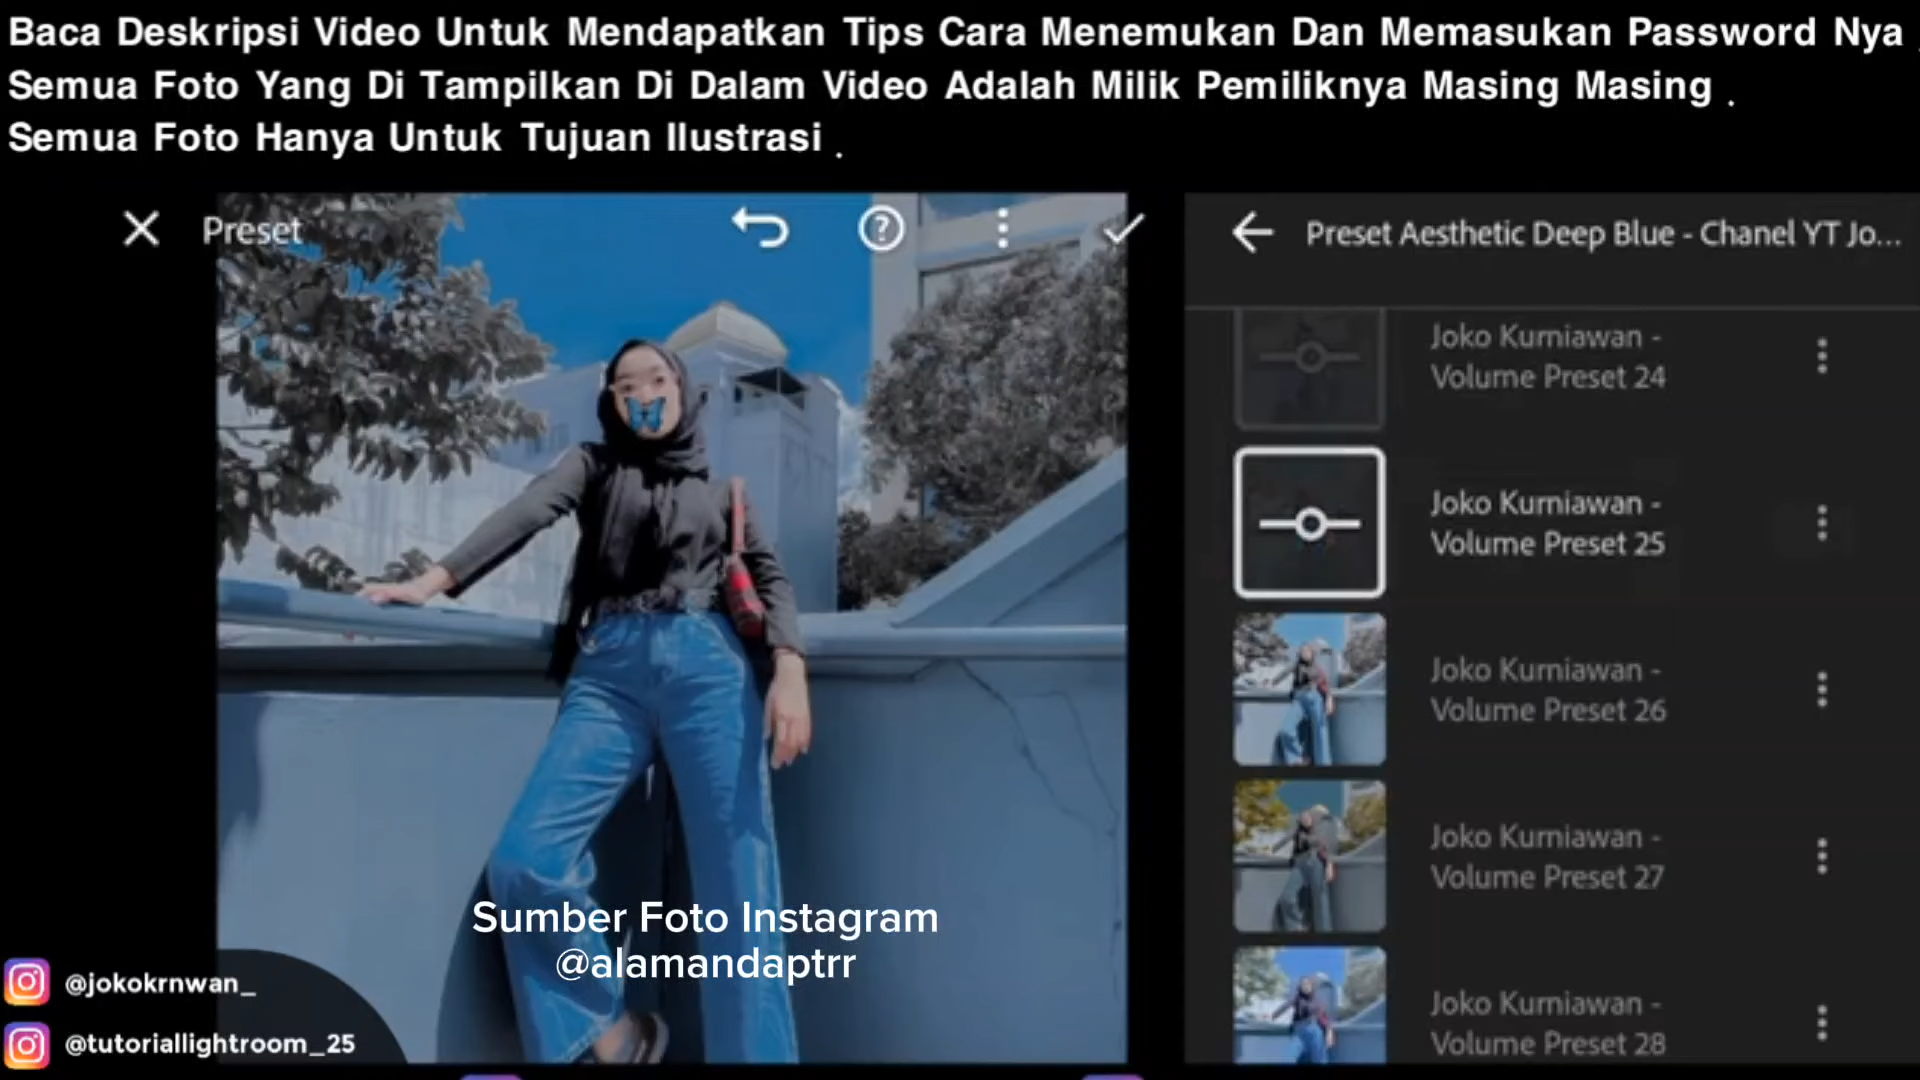 Baca Deskripsi Video Untuk Mendapatkan Tips Cara Menemukan Dan Memasukan Password Nya
Semua Foto Yang Di Tampilkan Di Dalam Video Adalah Milik Pemiliknya Masing Masing .
Semua Foto Hanya Untuk Tujuan Ilustrasi .
Preset
Preset Aesthetic Deep Blue - Chanel YT Jo...
Joko Kurniawan -
Volume Preset 24
Joko Kurniawan -
Volume Preset 25
Joko Kurniawan -
Volume Preset 26
Joko Kurniawan -
Volume Preset 27
Joko Kurniawan -
Volume Preset 28
Sumber Foto Instagram
@alamandaptrr
@jokokrnwan_
@tutoriallightroom_25